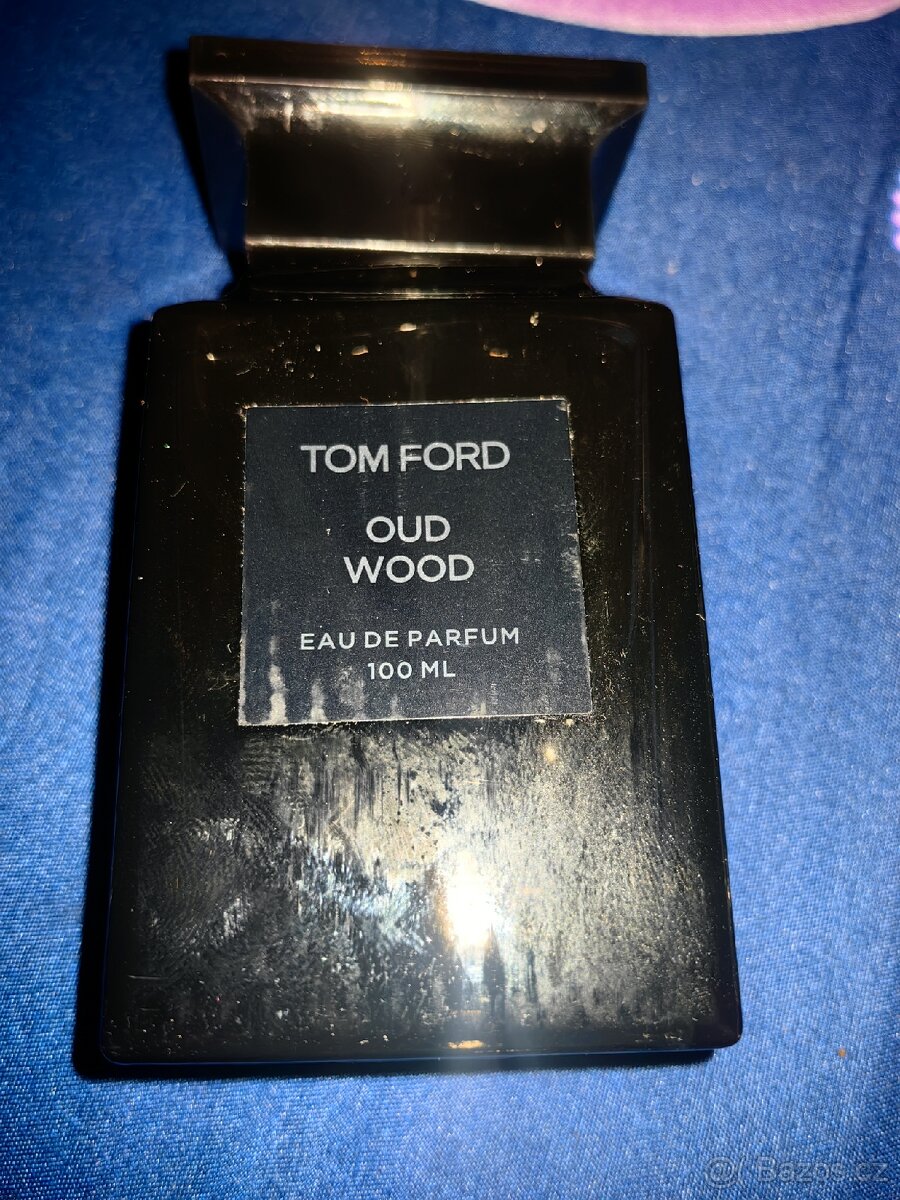 TOM FORD
OUD
WOOD
EAU DE PARFUM
100 ML
Bazos.cz